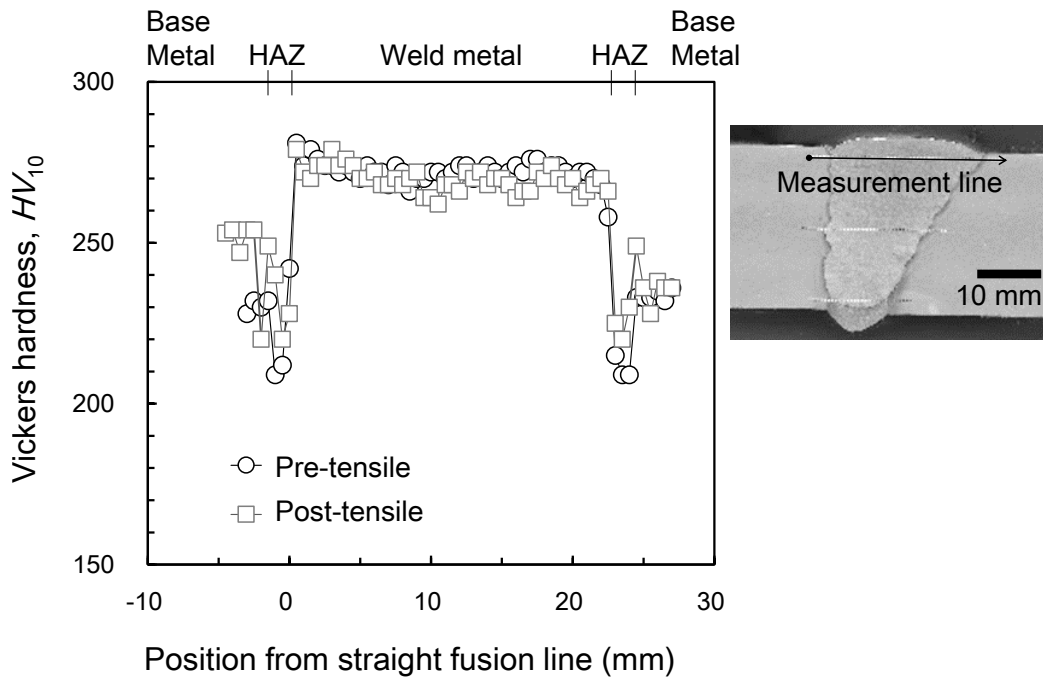 Base
Metal
HAZ
Weld metal
HAZ
Base
Metal
300
250
200
150
-10
0
10
20
30
Vickers hardness, HV10
Pre-tensile
Post-tensile
Position from straight fusion line (mm)
Measurement line
10 mm